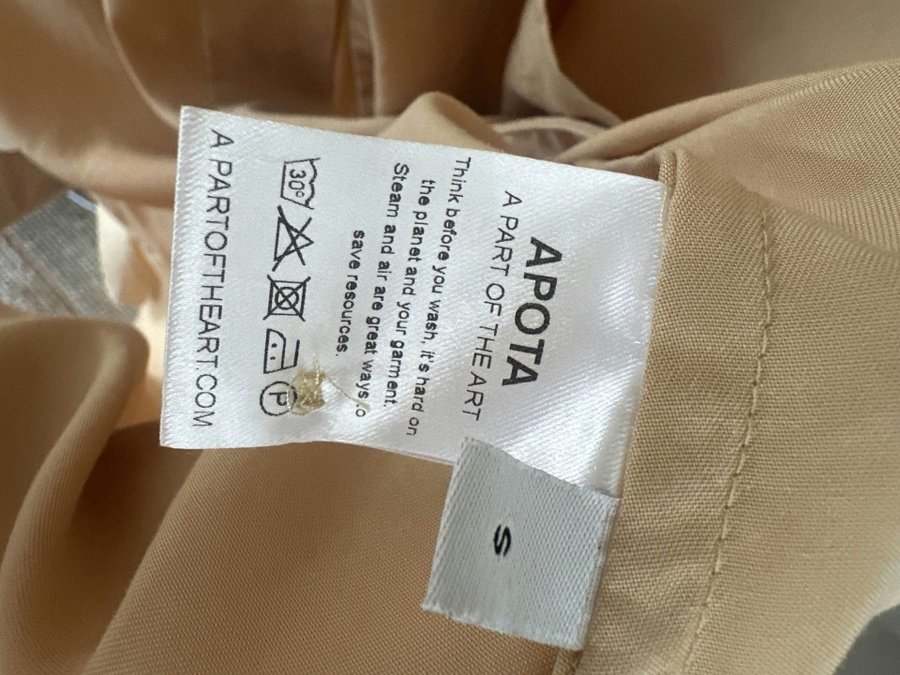 APOTA
A PART OF THE ART
Think before you wash, it's hard on
the planet and your garment.
Steam and air are great ways to
save resources.
30°
P
A PARTOFTHEART.COM
S